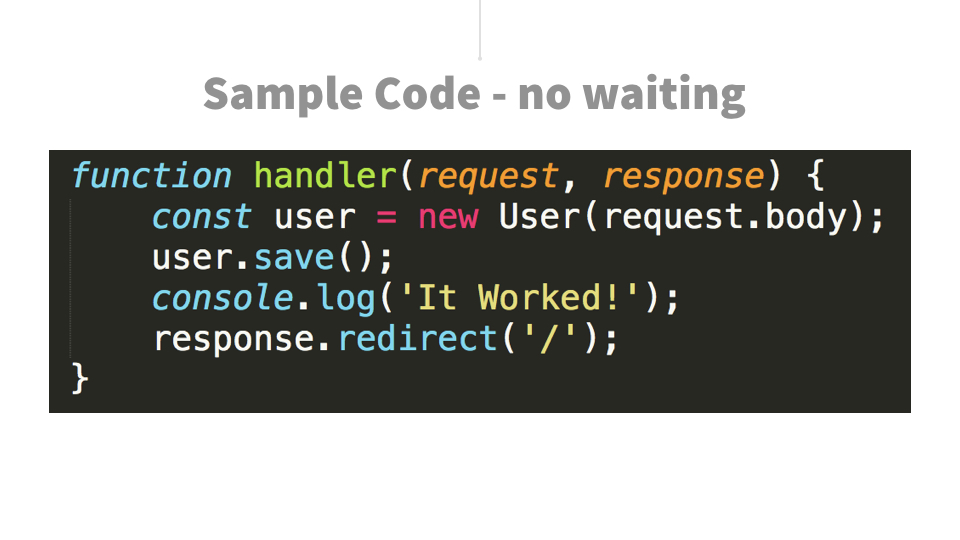 Sample Code - no waiting
function handler(request, response) {
    const user = new User(request.body);
    user.save();
    console.log('It Worked!');
    response.redirect('/');
}